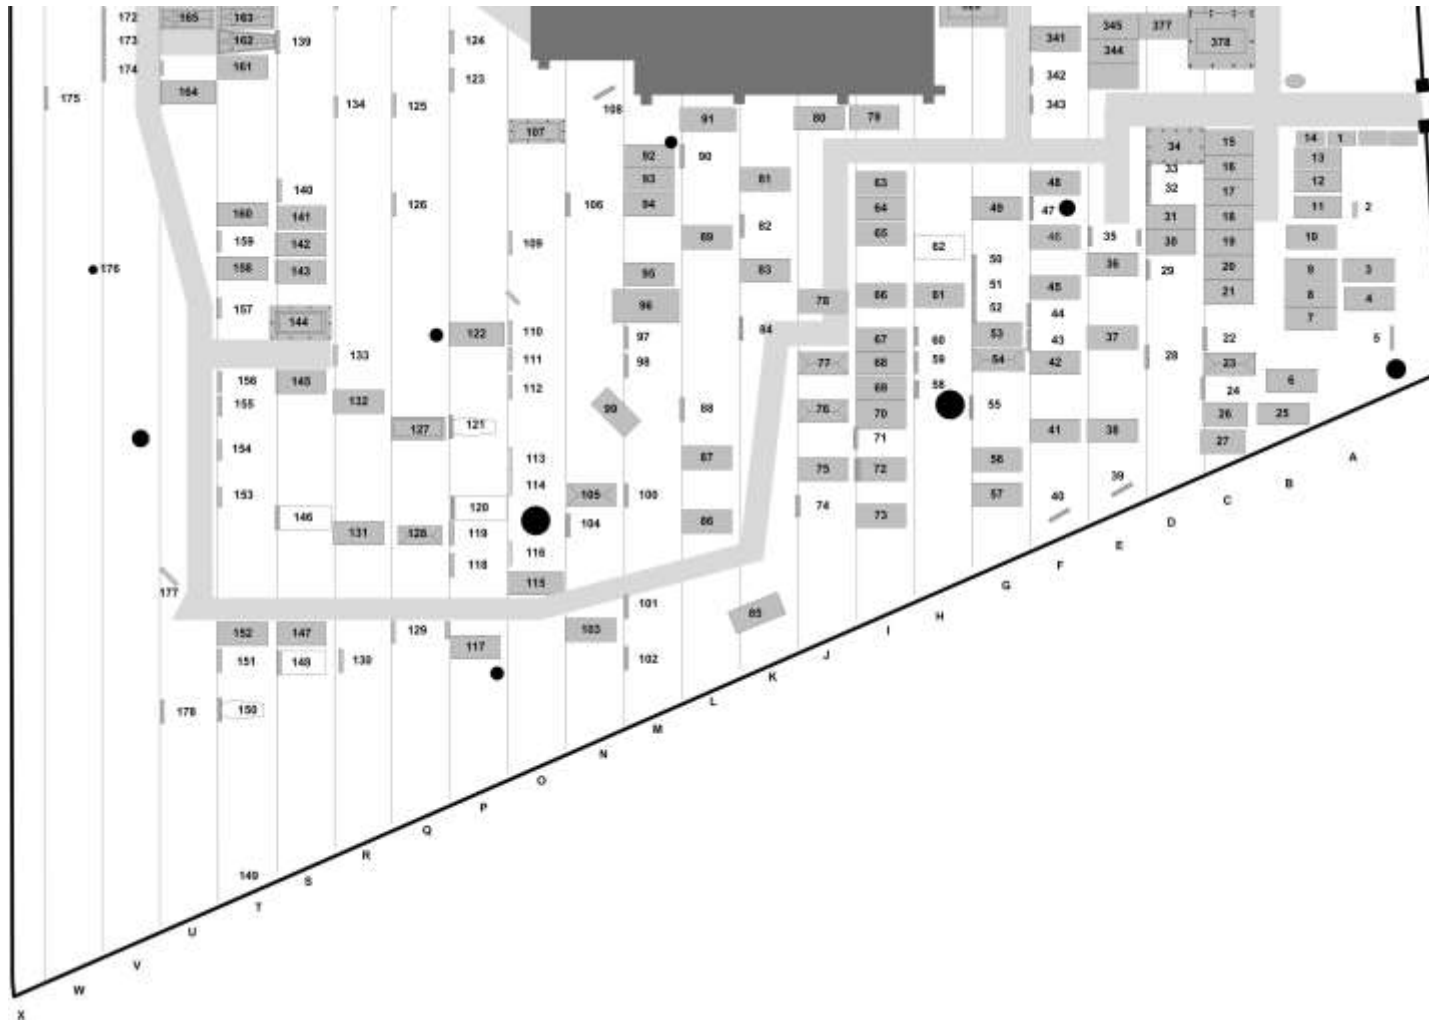 172 165 163 345 377
173 162 139 124 341 344 378
174 161 123 342
164
175 134 125 108 343
107 91 80 79
34 15 14 1
92 90 33 16 13
140 93 81 63 48 32 17 12
160 141 126 106 94 64 49 47 31 18 11 2
159 142 109 82 65 46 35 30 19 10
89 62
176 158 143 95 83 50 36 29 20 9 3
157 96 78 66 61 51 45 21 8 4
144 52 44 7
122 110 97 84 67 60 53 43 37 22 5
133 111 98 77 68 59 54 42 28 23
156 145 112 69 58 24 6
155 132 99 88 70 55 26 25
127 121 71 41 38 27
154 113 87 75 72 56 A
153 114 105 100 57 40 39 B
146 120 104 74 73 C
131 128 119 86 D
118 116 E
115 F
177 G
101 85 H
152 147 129 117 103 I
151 148 130 102 J
K
178 150 L
M
N
O
P
Q
R
149 S
T
U
V
W
X